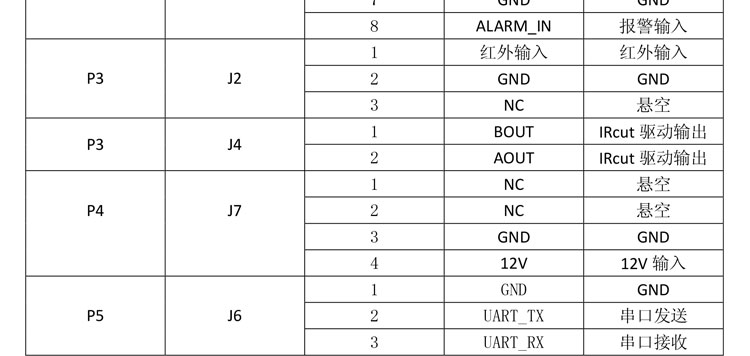 7 GND GND
8 ALARM_IN 报警输入
P3 J2 1 红外输入 红外输入
2 GND GND
3 NC 悬空
P3 J4 1 BOUT IRcut 驱动输出
2 AOUT IRcut 驱动输出
P4 J7 1 NC 悬空
2 NC 悬空
3 GND GND
4 12V 12V 输入
P5 J6 1 GND GND
2 UART_TX 串口发送
3 UART_RX 串口接收